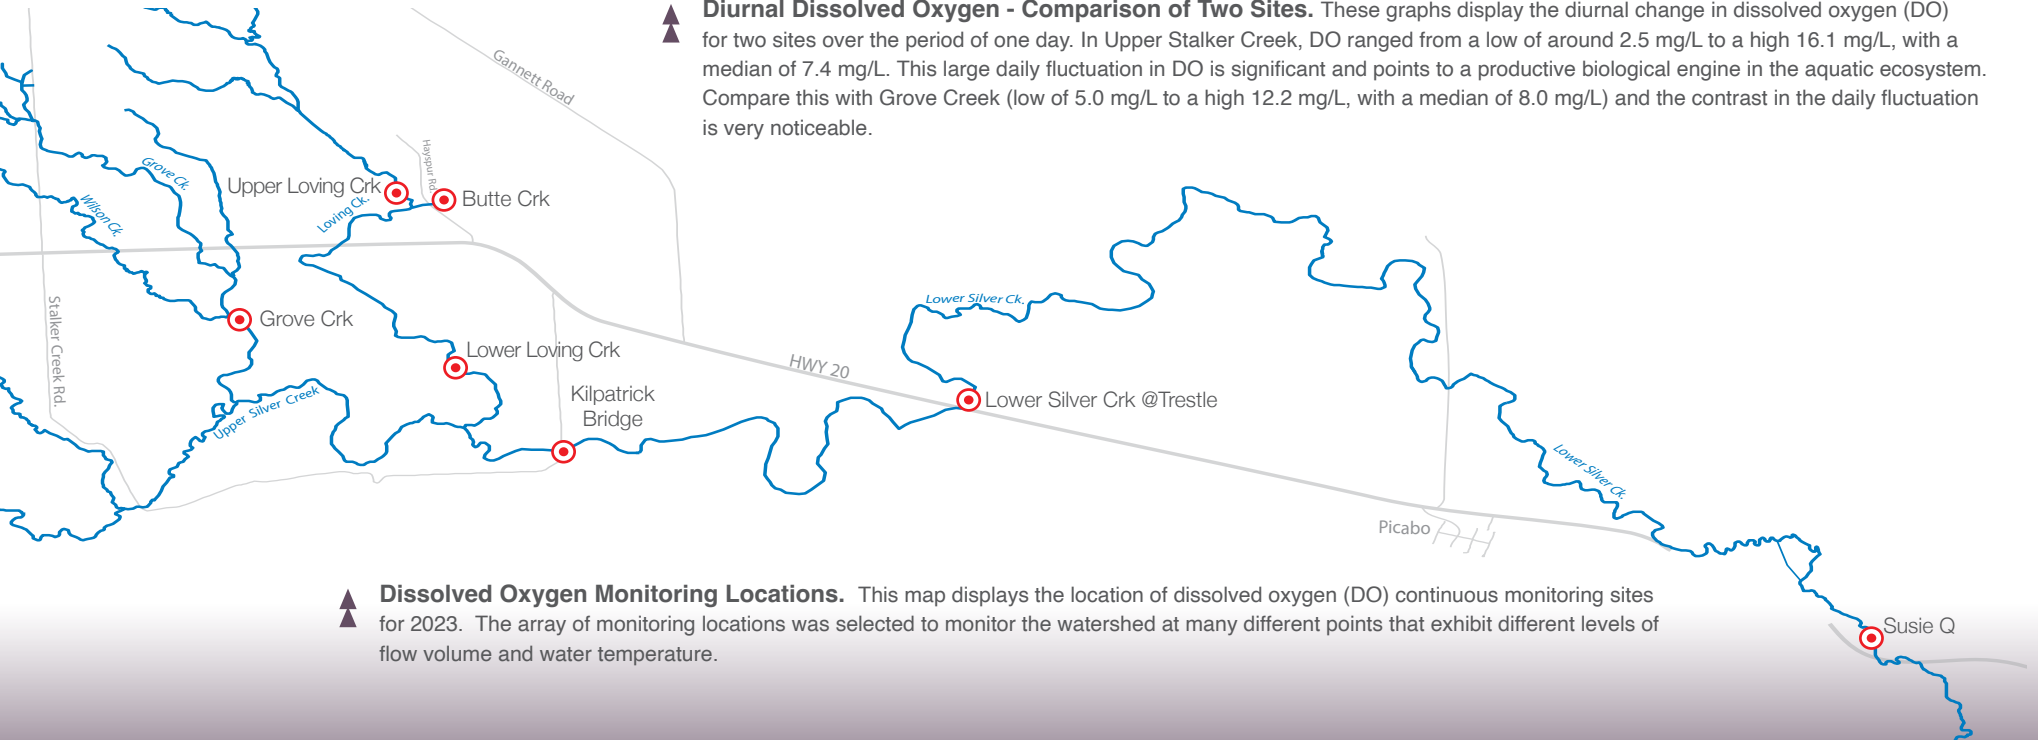 Diurnal Dissolved Oxygen - Comparison of Two Sites. These graphs display the diurnal change in dissolved oxygen (DO)
for two sites over the period of one day. In Upper Stalker Creek, DO ranged from a low of around 2.5 mg/L to a high 16.1 mg/L, with a
median of 7.4 mg/L. This large daily fluctuation in DO is significant and points to a productive biological engine in the aquatic ecosystem.
Compare this with Grove Creek (low of 5.0 mg/L to a high 12.2 mg/L, with a median of 8.0 mg/L) and the contrast in the daily fluctuation
is very noticeable.
Gannett Road
Hayspur Rd.
Grove Ck.
Wilson Ck.
Upper Loving Crk
Loving Ck.
Butte Crk
Stalker Creek Rd.
Grove Crk
Lower Loving Crk
Upper Silver Creek
Kilpatrick
Bridge
HWY 20
Lower Silver Ck.
Lower Silver Crk @Trestle
Lower Silver Ck.
Picabo
Susie Q
Dissolved Oxygen Monitoring Locations. This map displays the location of dissolved oxygen (DO) continuous monitoring sites
for 2023. The array of monitoring locations was selected to monitor the watershed at many different points that exhibit different levels of
flow volume and water temperature.